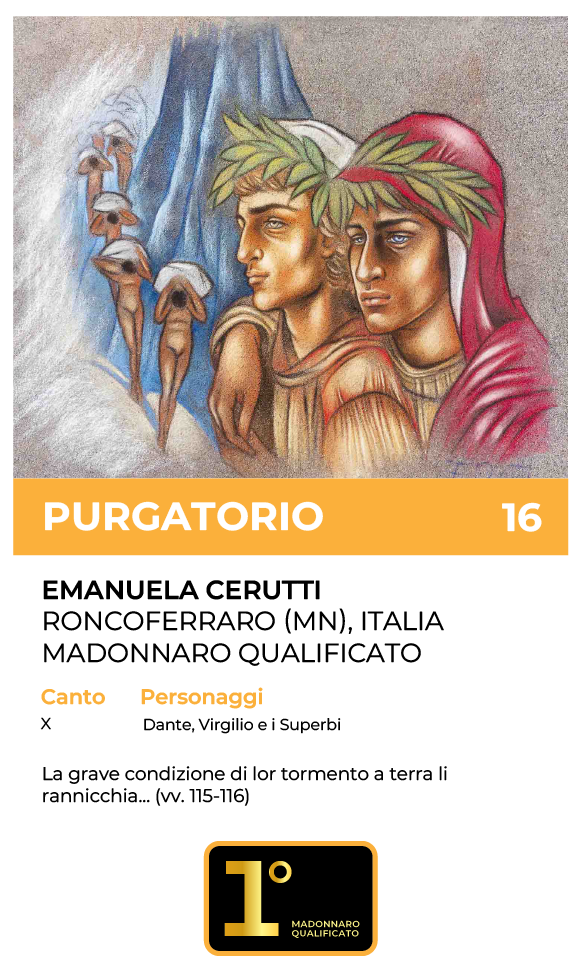 PURGATORIO 16
EMANUELA CERUTTI
RONCOFERRARO (MN), ITALIA
MADONNARO QUALIFICATO
Canto Personaggi
X Dante, Virgilio e i Superbi
La grave condizione di lor tormento a terra li
rannicchia... (vv. 115-116)
1°
MADONNARO
QUALIFICATO